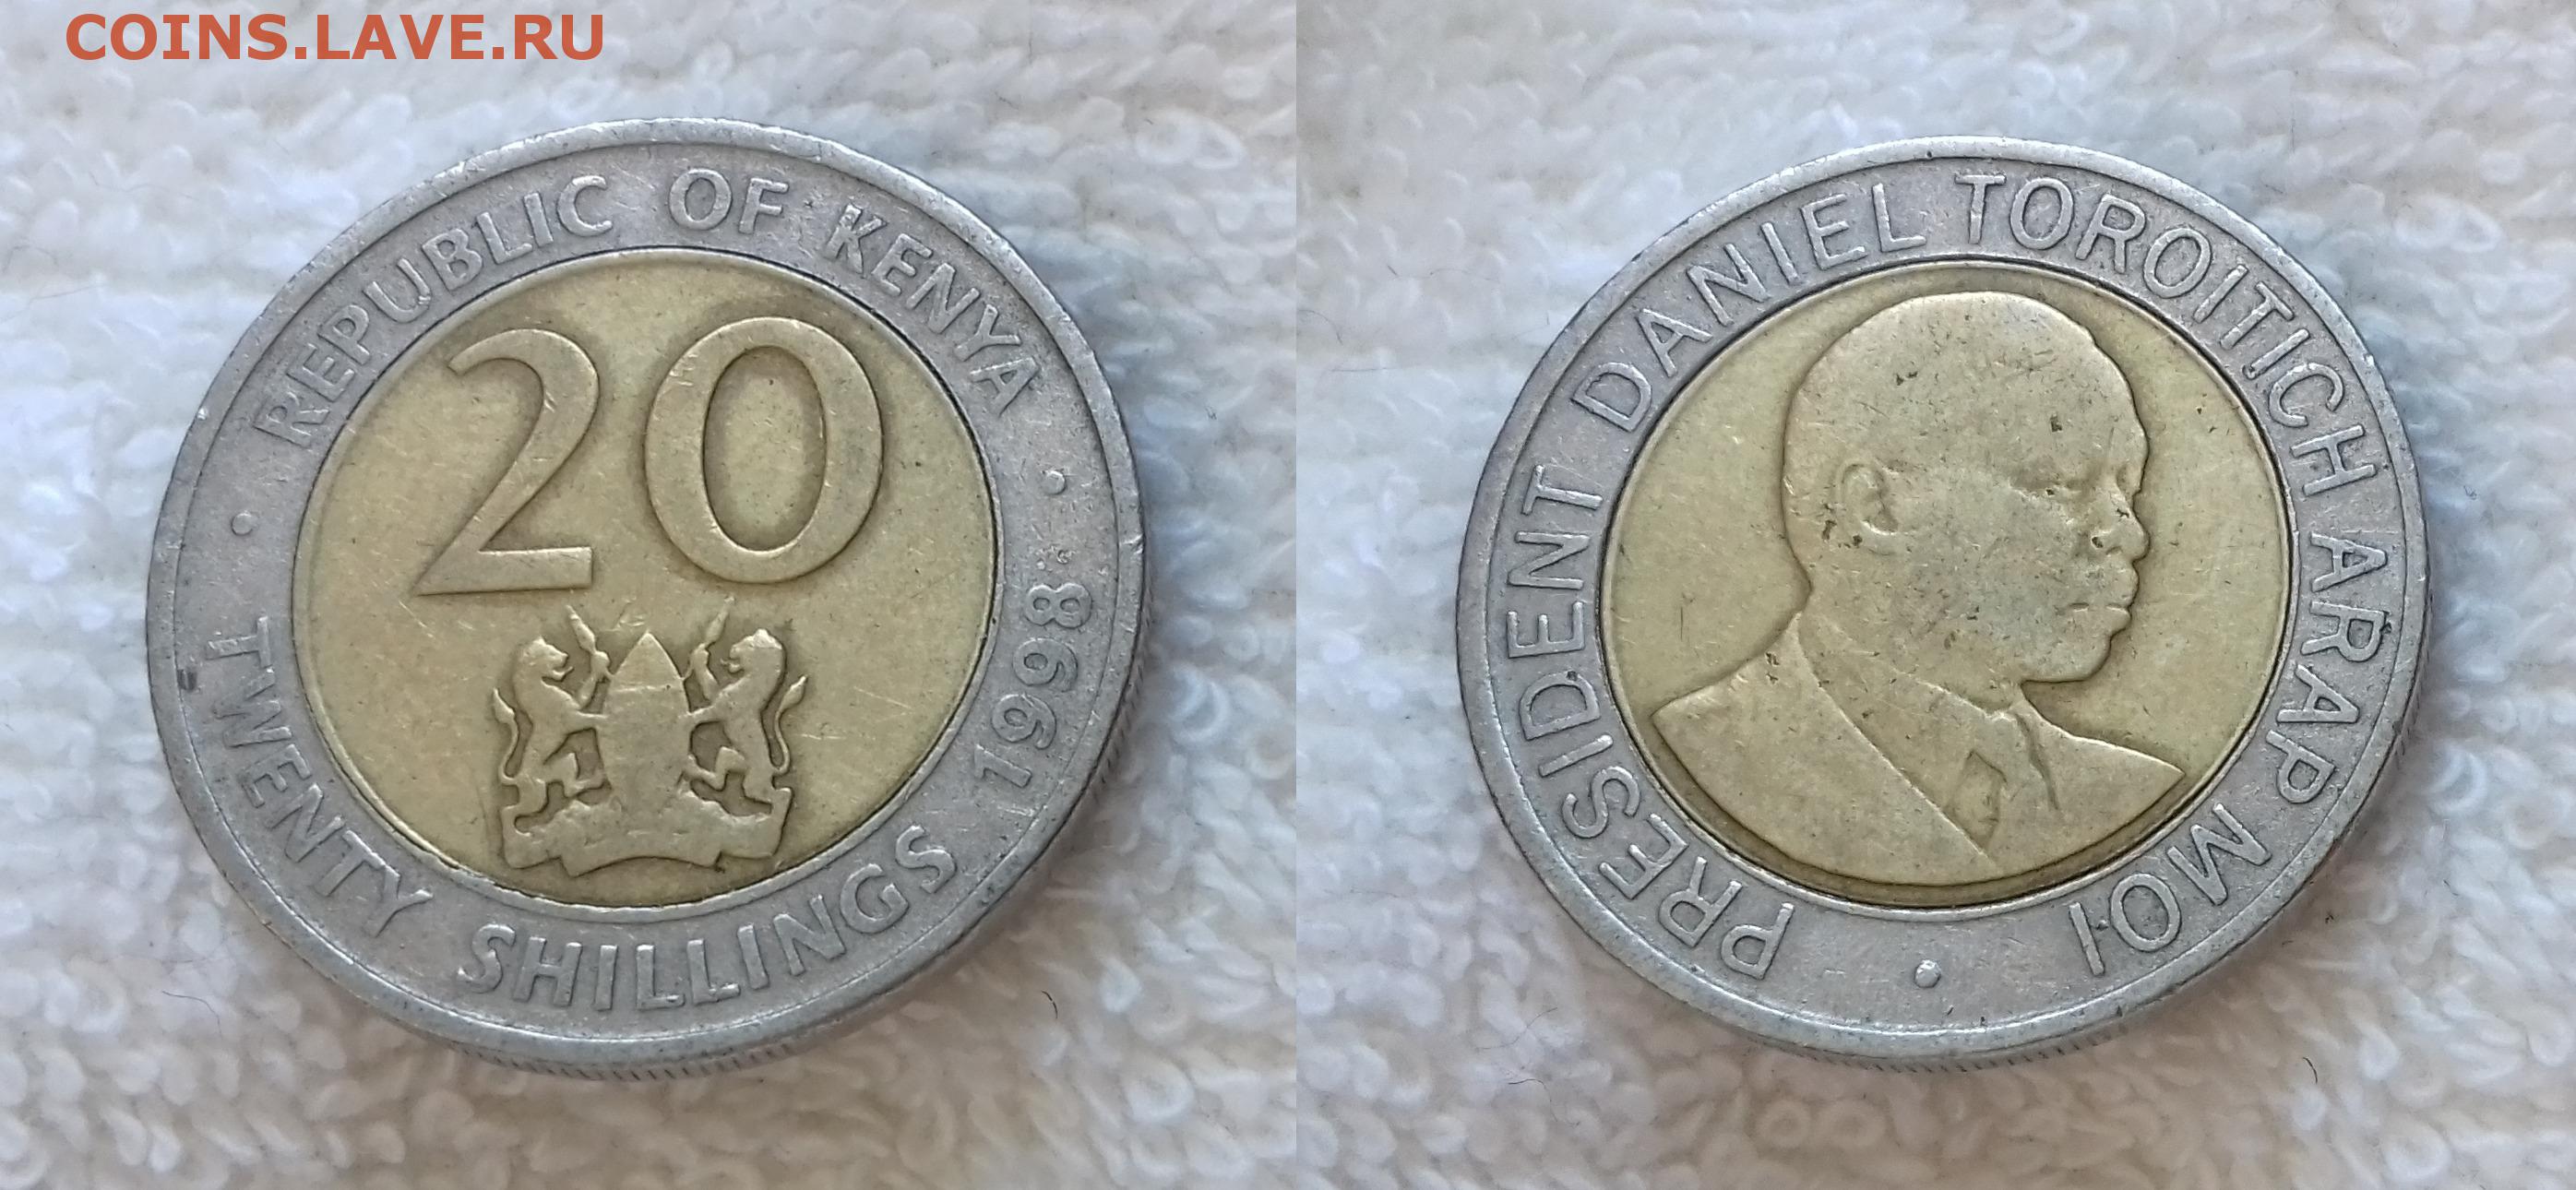 COINS.LAVE.RU
REPUBLIC OF KENYA
20
TWENTY SHILLINGS 1998
PRESIDENT DANIEL TOROITICH ARAP MOI